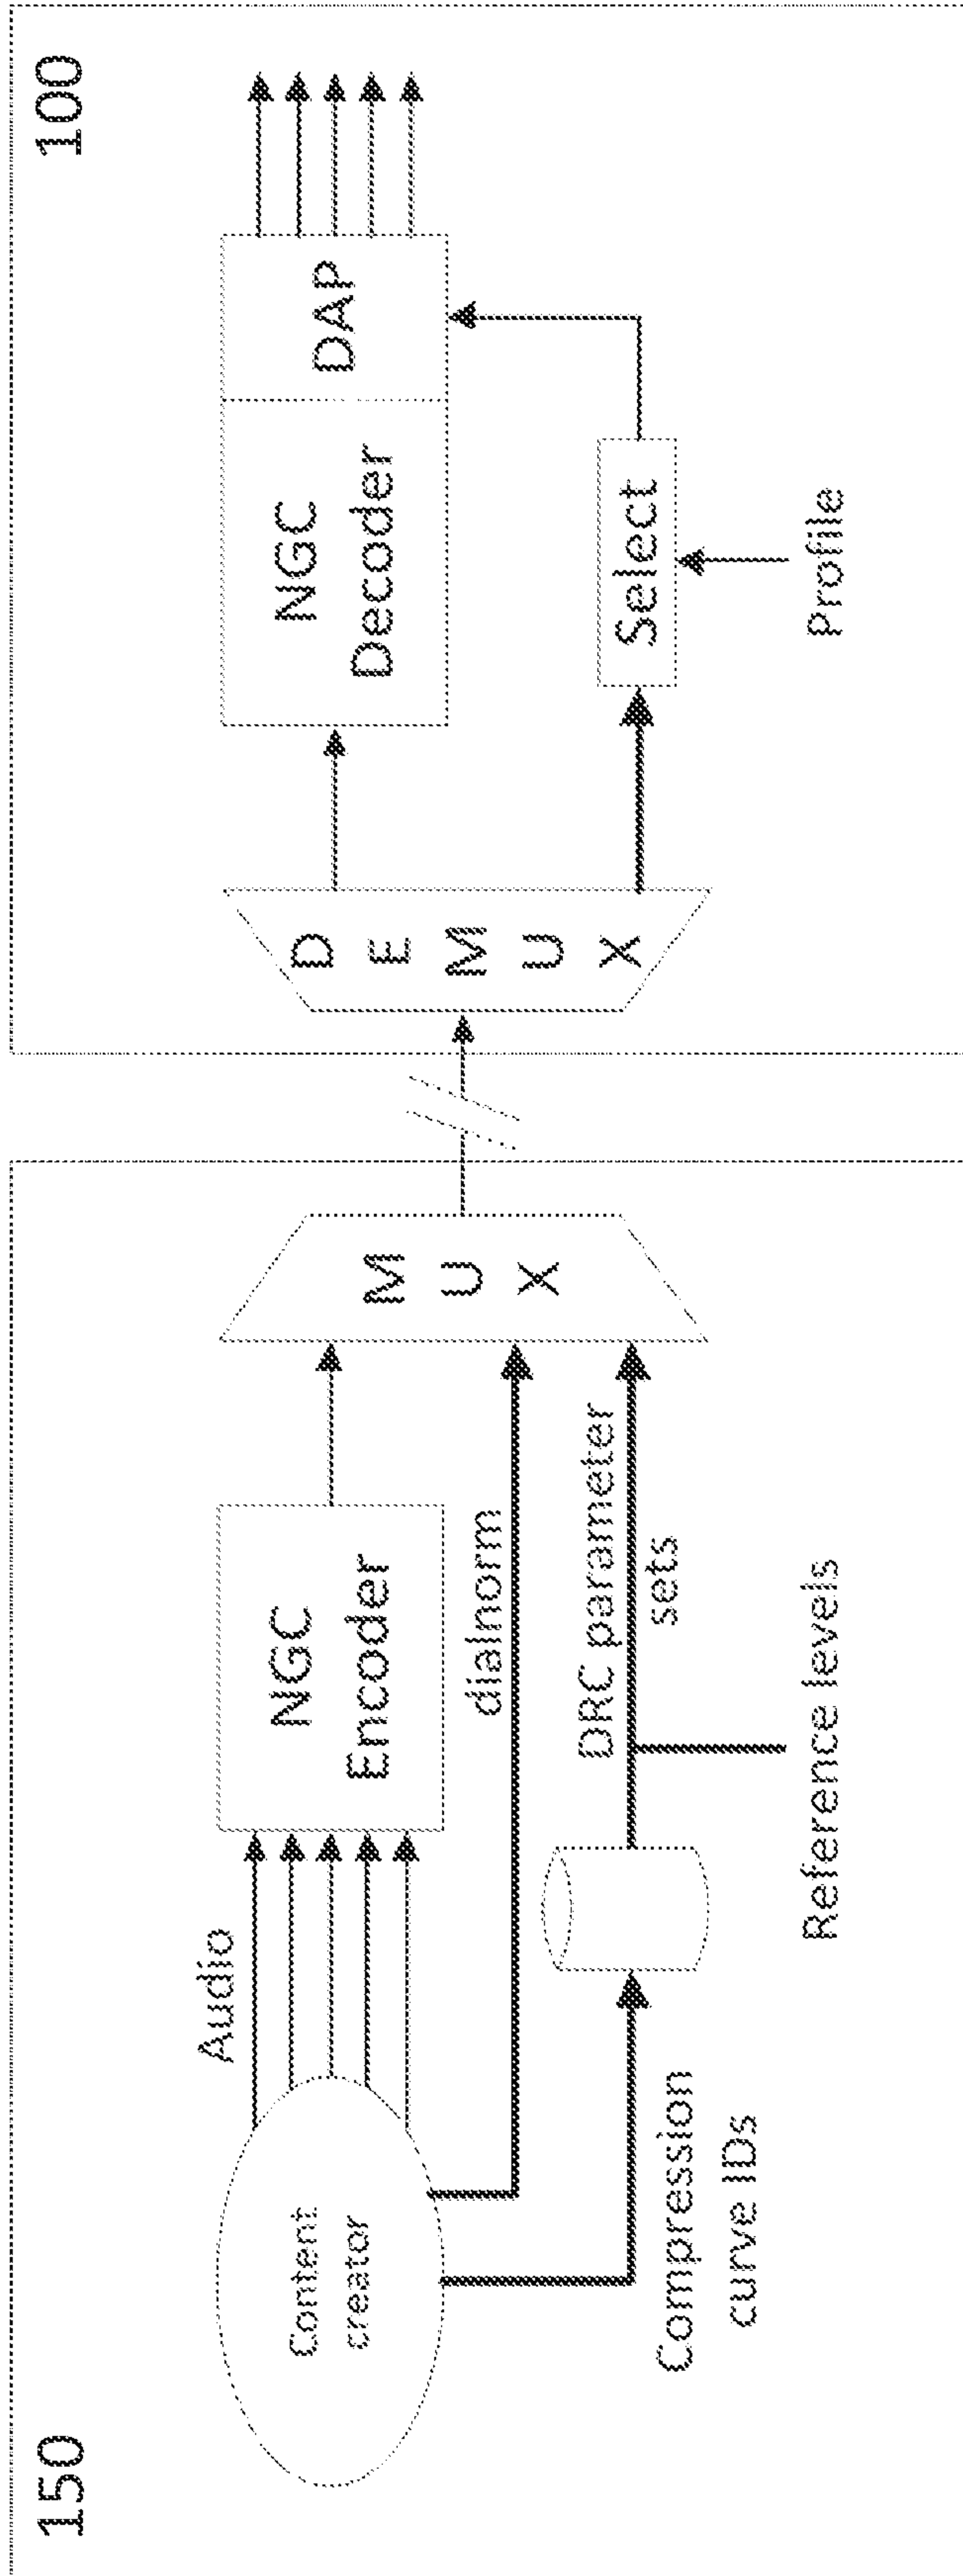 150
Content
creator
Audio
NGC
Encoder
dialnorm
DRC parameter
sets
Compression
curve IDs
Reference levels
M
U
X
100
D
E
M
U
X
NGC
Decoder
DAP
Select
Profile